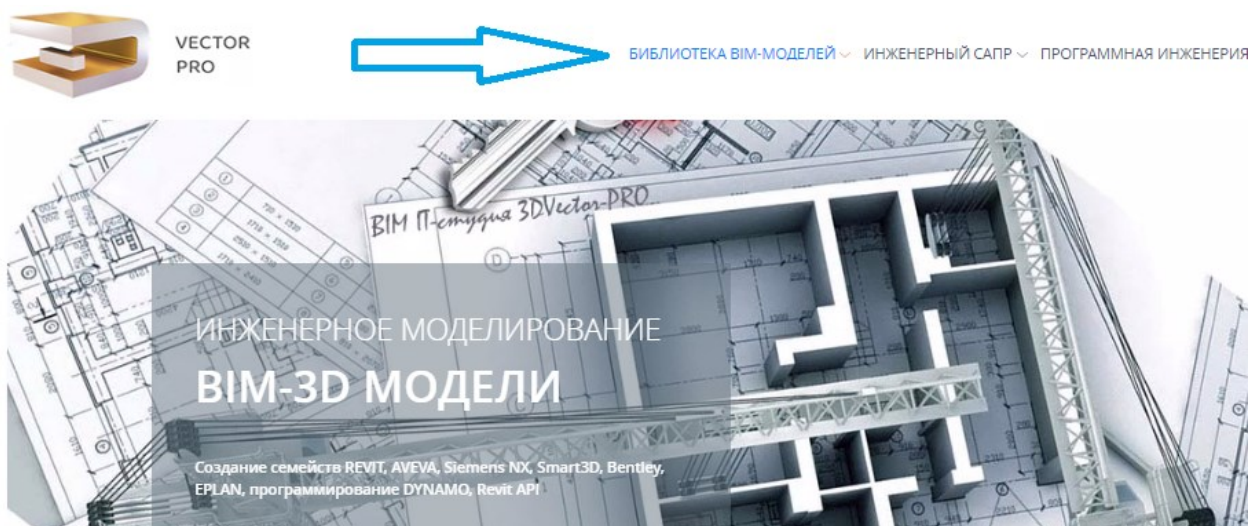 VECTOR
PRO
БИБЛИОТЕКА BIM-МОДЕЛЕЙ
ИНЖЕНЕРНЫЙ САПР
ПРОГРАММНАЯ ИНЖЕНЕРИЯ
BIM IT-студия 3DVector-PRO
ИНЖЕНЕРНОЕ МОДЕЛИРОВАНИЕ
BIM-3D МОДЕЛИ
Создание семейств REVIT, AVEVA, Siemens NX, Smart3D, Bentley,
EPLAN, программирование DYNAMO, Revit API